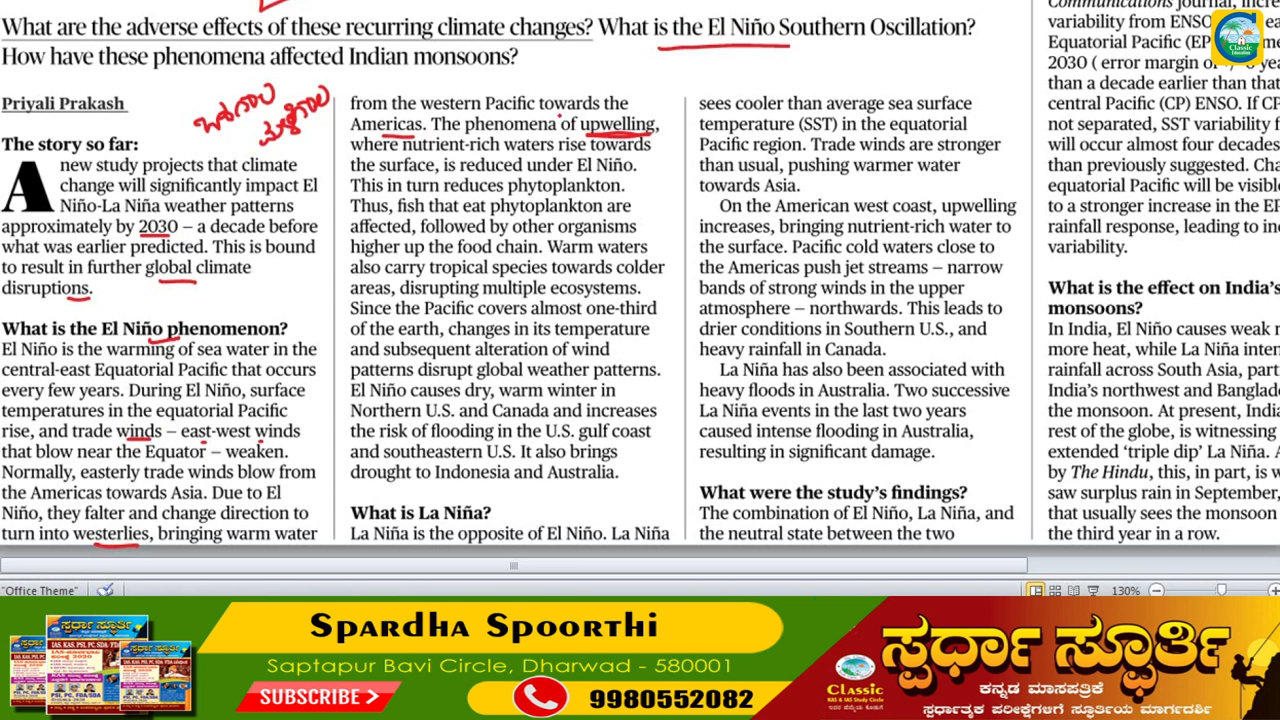 What are the adverse effects of these recurring climate changes? What is the El Niño Southern Oscillation?
How have these phenomena affected Indian monsoons?
Priyali Prakash
The story so far:
A new study projects that climate
change will significantly impact El
Niño-La Niña weather patterns
approximately by 2030 – a decade before
what was earlier predicted. This is bound
to result in further global climate
disruptions.
What is the El Niño phenomenon?
El Niño is the warming of sea water in the
central-east Equatorial Pacific that occurs
every few years. During El Niño, surface
temperatures in the equatorial Pacific
rise, and trade winds – east-west winds
that blow near the Equator – weaken.
Normally, easterly trade winds blow from
the Americas towards Asia. Due to El
Niño, they falter and change direction to
turn into westerlies, bringing warm water
from the western Pacific towards the
Americas. The phenomena of upwelling,
where nutrient-rich waters rise towards
the surface, is reduced under El Niño.
This in turn reduces phytoplankton.
Thus, fish that eat phytoplankton are
affected, followed by other organisms
higher up the food chain. Warm waters
also carry tropical species towards colder
areas, disrupting multiple ecosystems.
Since the Pacific covers almost one-third
of the earth, changes in its temperature
and subsequent alteration of wind
patterns disrupt global weather patterns.
El Niño causes dry, warm winter in
Northern U.S. and Canada and increases
the risk of flooding in the U.S. gulf coast
and southeastern U.S. It also brings
drought to Indonesia and Australia.
What is La Niña?
La Niña is the opposite of El Niño. La Niña
sees cooler than average sea surface
temperature (SST) in the equatorial
Pacific region. Trade winds are stronger
than usual, pushing warmer water
towards Asia.
On the American west coast, upwelling
increases, bringing nutrient-rich water to
the surface. Pacific cold waters close to
the Americas push jet streams – narrow
bands of strong winds in the upper
atmosphere – northwards. This leads to
drier conditions in Southern U.S., and
heavy rainfall in Canada.
La Niña has also been associated with
heavy floods in Australia. Two successive
La Niña events in the last two years
caused intense flooding in Australia,
resulting in significant damage.
What were the study's findings?
The combination of El Niño, La Niña, and
the neutral state between the two
Communications journal, incre
variability from ENSO
Equatorial Pacific (EP
2030 ( error margin of
than a decade earlier than that
central Pacific (CP) ENSO. If CP
not separated, SST variability f
will occur almost four decades
than previously suggested. Cha
equatorial Pacific will be visible
to a stronger increase in the EP
rainfall response, leading to inc
variability.
What is the effect on India's
monsoons?
In India, El Niño causes weak
more heat, while La Niña inten
rainfall across South Asia, part
India's northwest and Banglade
the monsoon. At present, India
rest of the globe, is witnessing
extended 'triple dip' La Niña. A
by The Hindu, this, in part, is w
saw surplus rain in September,
that usually sees the monsoon
the third year in a row.
Classic
Education
"Office Theme"
130%
Spardha Spoorthi
Saptapur Bavi Circle, Dharwad - 580001
SUBSCRIBE >
9980552082
ಸ್ಪರ್ಧಾ ಸ್ಫೂರ್ತಿ
Classic
KAS & IAS Study Circle
ಸ್ಪರ್ಧಾ ಸ್ಫೂರ್ತಿ
ಕನ್ನಡ ಮಾಸಪತ್ರಿಕೆ
ಸ್ಪರ್ಧಾತ್ಮಕ ಪರೀಕ್ಷೆಗಳಿಗೆ ಸ್ಫೂರ್ತಿಯ ಮಾರ್ಗದರ್ಶಿ